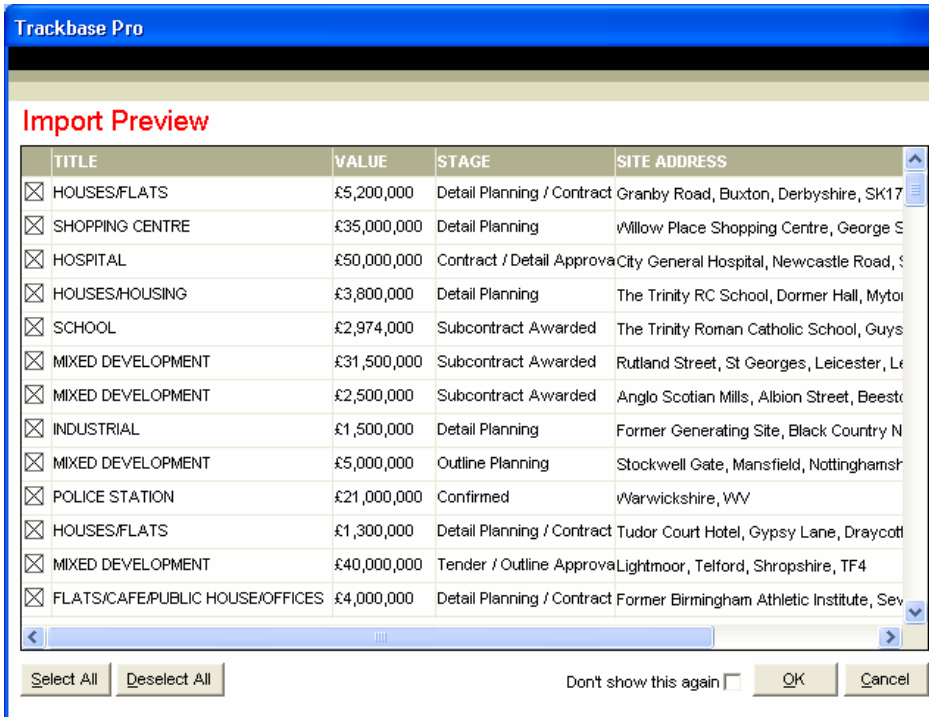 Trackbase Pro
Import Preview
TITLE VALUE STAGE SITE ADDRESS
HOUSES/FLATS £5,200,000 Detail Planning / Contract Granby Road, Buxton, Derbyshire, SK17
SHOPPING CENTRE £35,000,000 Detail Planning Willow Place Shopping Centre, George S
HOSPITAL £50,000,000 Contract / Detail Approva City General Hospital, Newcastle Road, S
HOUSES/HOUSING £3,800,000 Detail Planning The Trinity RC School, Dormer Hall, Myton
SCHOOL £2,974,000 Subcontract Awarded The Trinity Roman Catholic School, Guys
MIXED DEVELOPMENT £31,500,000 Subcontract Awarded Rutland Street, St Georges, Leicester, Le
MIXED DEVELOPMENT £2,500,000 Subcontract Awarded Anglo Scotian Mills, Albion Street, Beesto
INDUSTRIAL £1,500,000 Detail Planning Former Generating Site, Black Country N
MIXED DEVELOPMENT £5,000,000 Outline Planning Stockwell Gate, Mansfield, Nottinghamsh
POLICE STATION £21,000,000 Confirmed Warwickshire, WV
HOUSES/FLATS £1,300,000 Detail Planning / Contract Tudor Court Hotel, Gypsy Lane, Draycott
MIXED DEVELOPMENT £40,000,000 Tender / Outline Approva Lightmoor, Telford, Shropshire, TF4
FLATS/CAFE/PUBLIC HOUSE/OFFICES £4,000,000 Detail Planning / Contract Former Birmingham Athletic Institute, Sev
Select All Deselect All Don't show this again OK Cancel